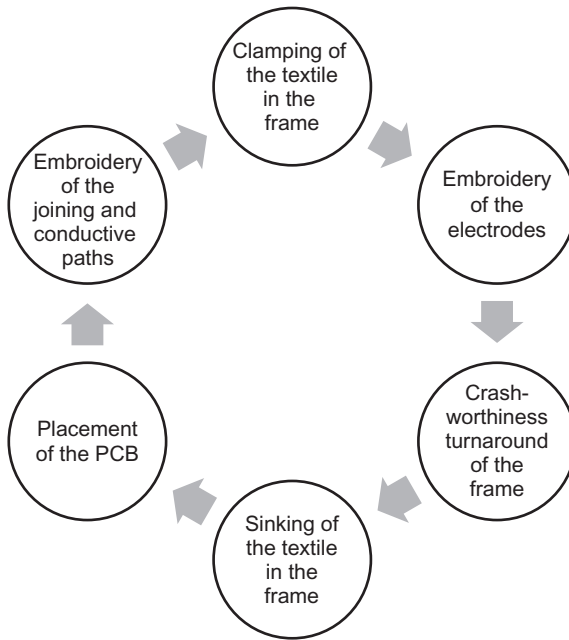 Clamping of
the textile
in the
frame
Embroidery
of the
electrodes
Crash-
worthiness
turnaround
of the
frame
Sinking of
the textile
in the
frame
Placement
of the PCB
Embroidery
of the
joining and
conductive
paths